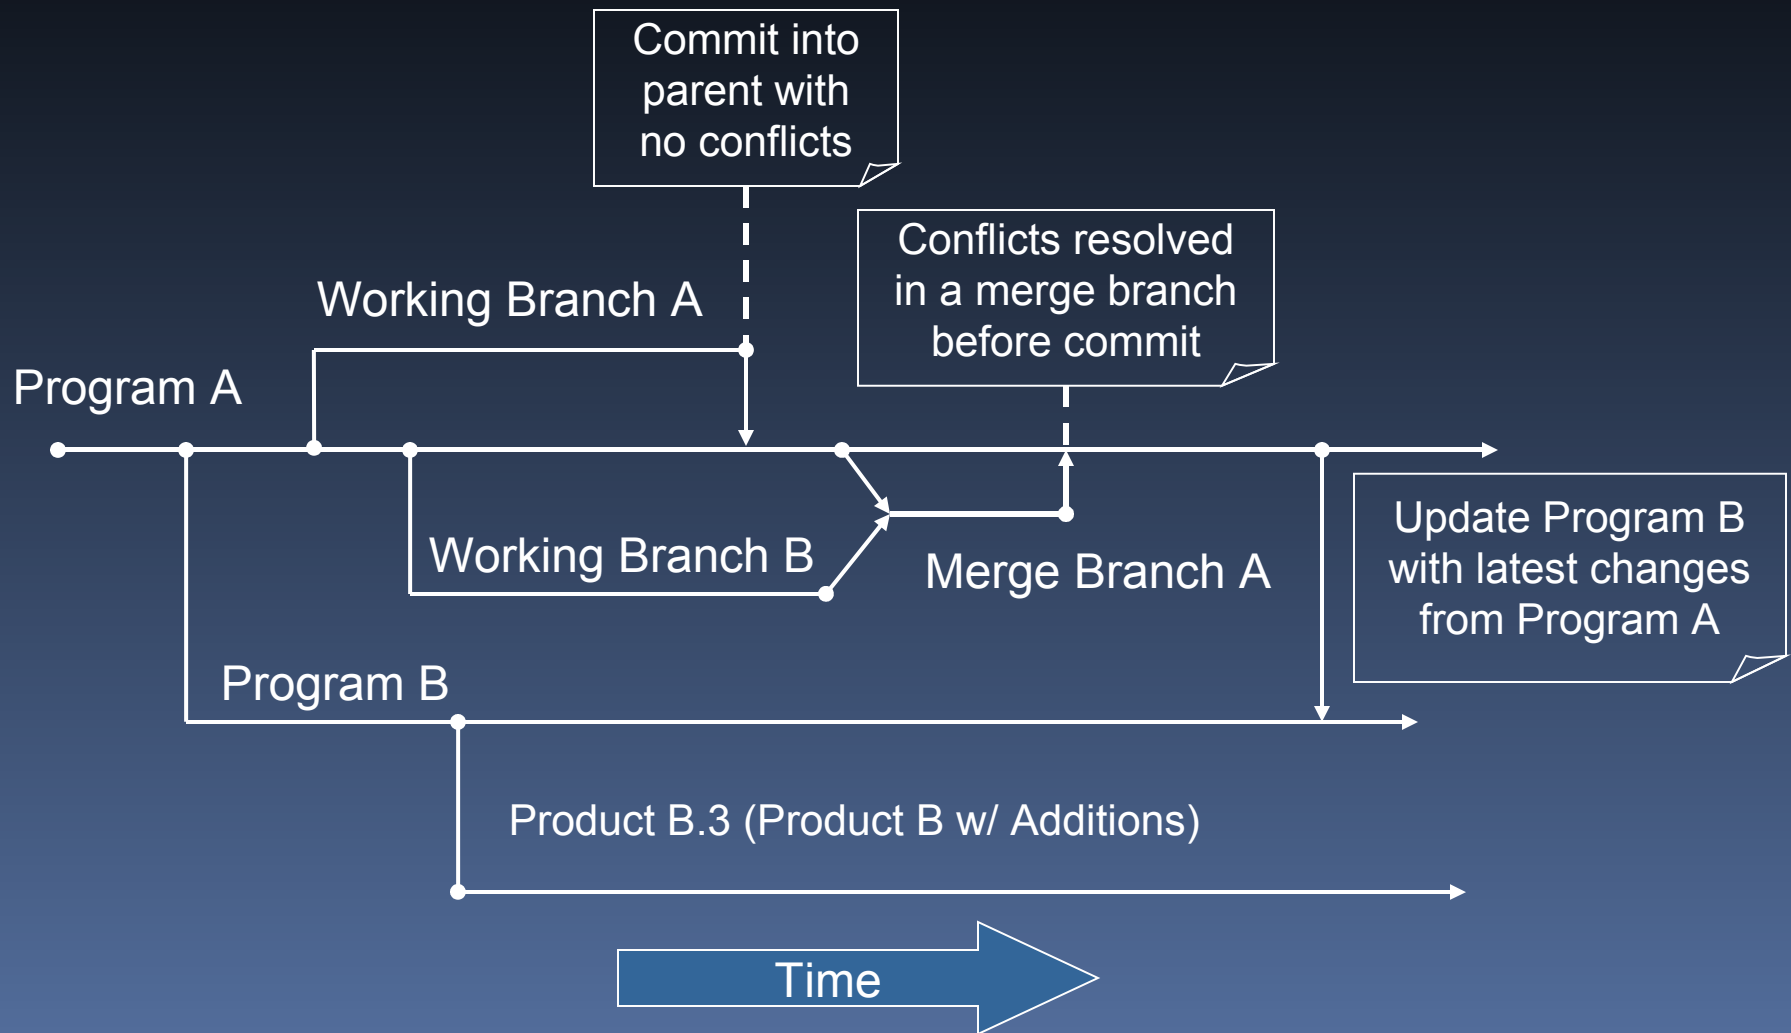 Commit into
parent with
no conflicts
Conflicts resolved
in a merge branch
before commit
Working Branch A
Program A
Working Branch B
Merge Branch A
Update Program B
with latest changes
from Program A
Program B
Product B.3 (Product B w/ Additions)
Time